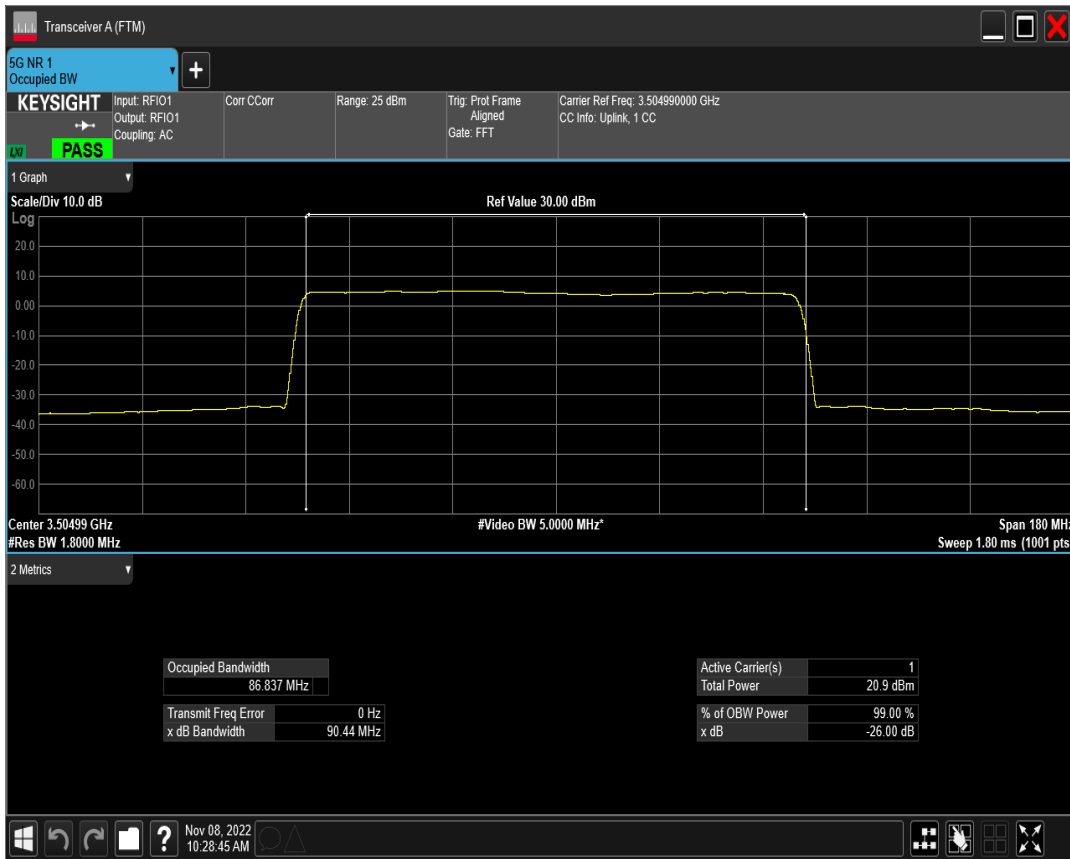 Transceiver A (FTM)
5G NR 1
Occupied BW
+
KEYSIGHT
LXI
PASS
Input: RFIO1
Output: RFIO1
Coupling: AC
Corr CCorr
Range: 25 dBm
Trig: Prot Frame
Aligned
Gate: FFT
Carrier Ref Freq: 3.504990000 GHz
CC Info: Uplink, 1 CC
1 Graph
Scale/Div 10.0 dB
Ref Value 30.00 dBm
Log
20.0
10.0
0.00
-10.0
-20.0
-30.0
-40.0
-50.0
-60.0
Center 3.50499 GHz
#Video BW 5.0000 MHz*
Span 180 MHz
#Res BW 1.8000 MHz
Sweep 1.80 ms (1001 pts
2 Metrics
Occupied Bandwidth
86.837 MHz
Transmit Freq Error 0 Hz
x dB Bandwidth 90.44 MHz
Active Carrier(s) 1
Total Power 20.9 dBm
% of OBW Power 99.00 %
x dB -26.00 dB
?
Nov 08, 2022
10:28:45 AM